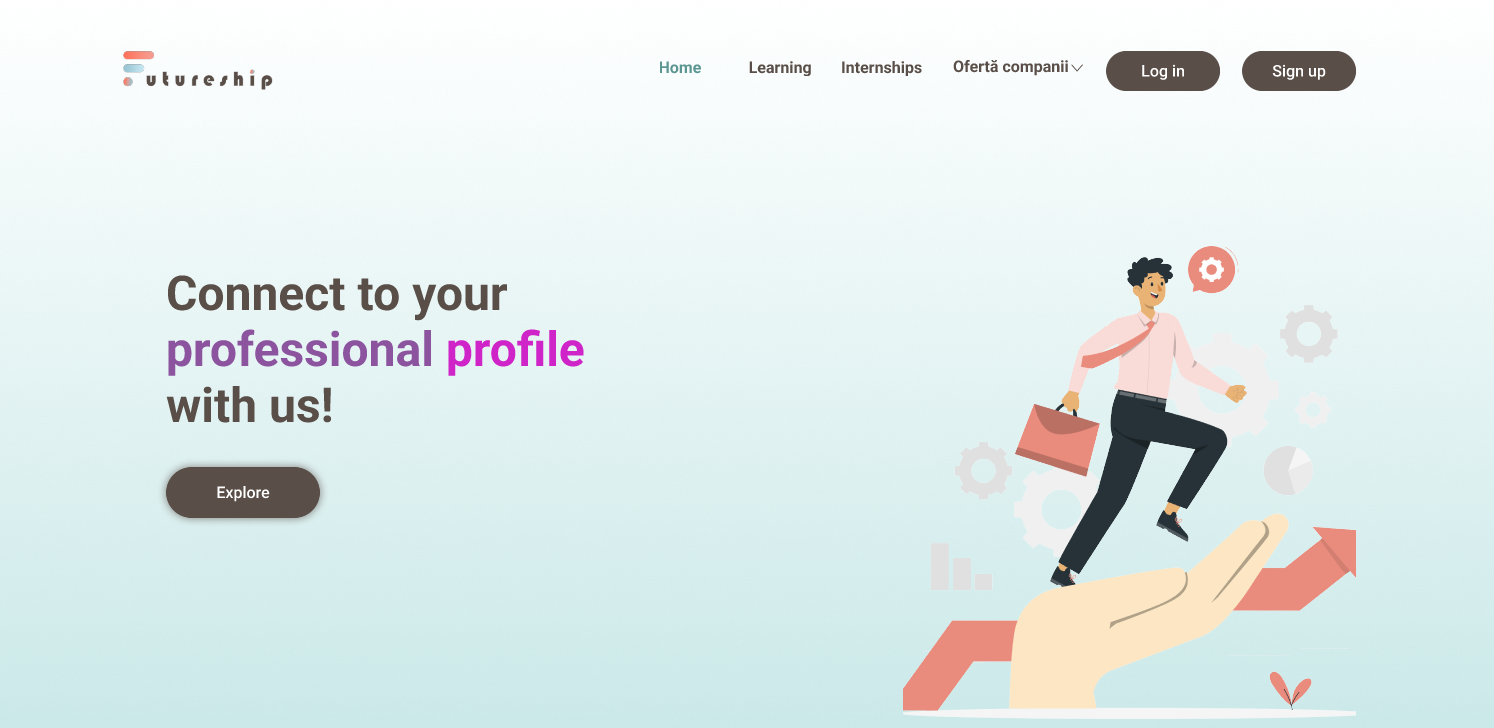 Futureship
Home Learning Internships Ofertă companii Log in Sign up
Connect to your
professional profile
with us!
Explore